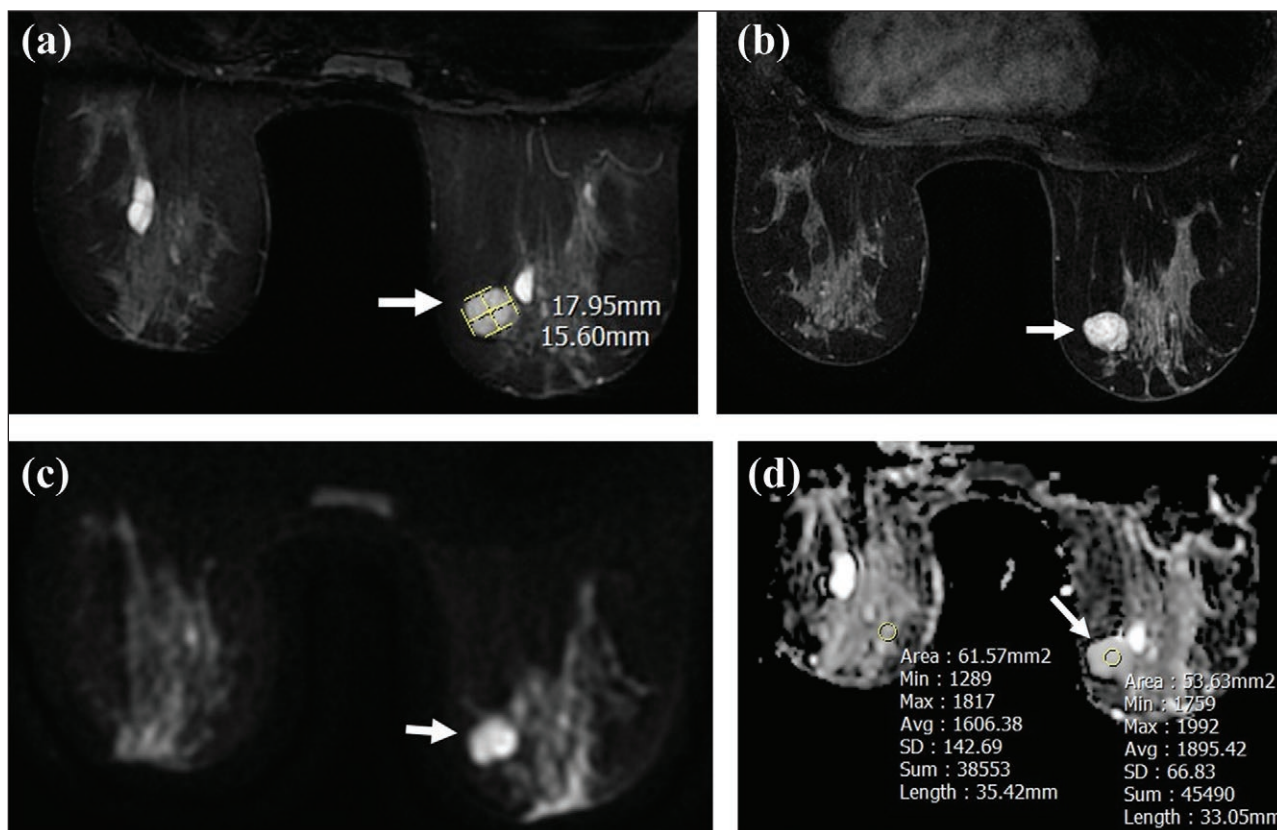 (a)
17.95mm
15.60mm
(b)
(c)
(d)
Area : 61.57mm2
Min : 1289
Max : 1817
Avg : 1606.38
SD : 142.69
Sum : 38553
Length : 35.42mm
Area : 53.63mm2
Min : 1759
Max : 1992
Avg : 1895.42
SD : 66.83
Sum : 45490
Length : 33.05mm